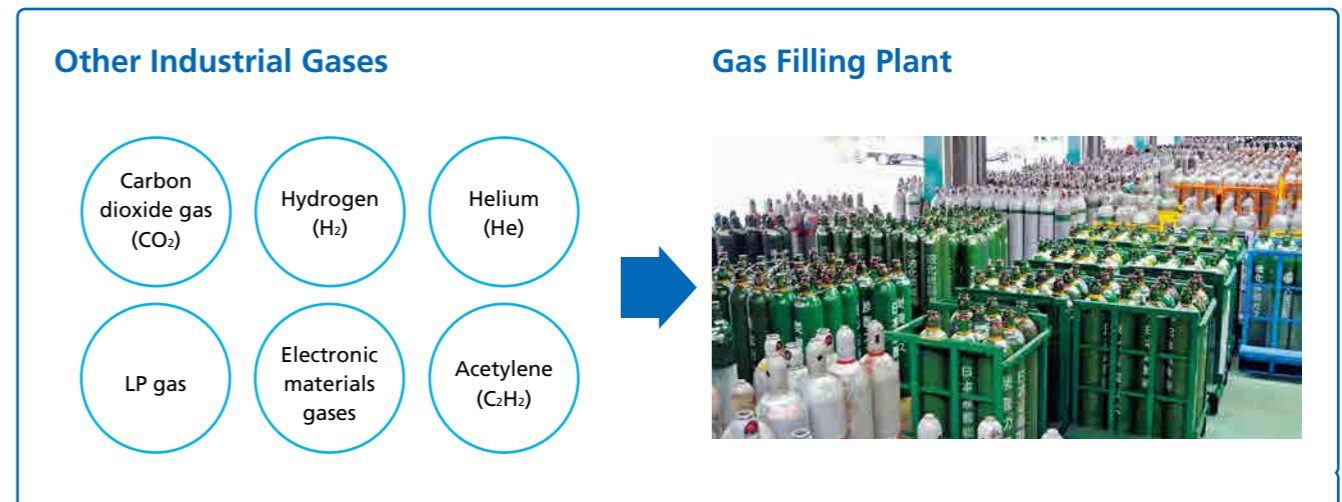 Other Industrial Gases
Gas Filling Plant
Carbon
dioxide gas
(CO₂)
Hydrogen
(H₂)
Helium
(He)
LP gas
Electronic
materials
gases
Acetylene
(C₂H₂)